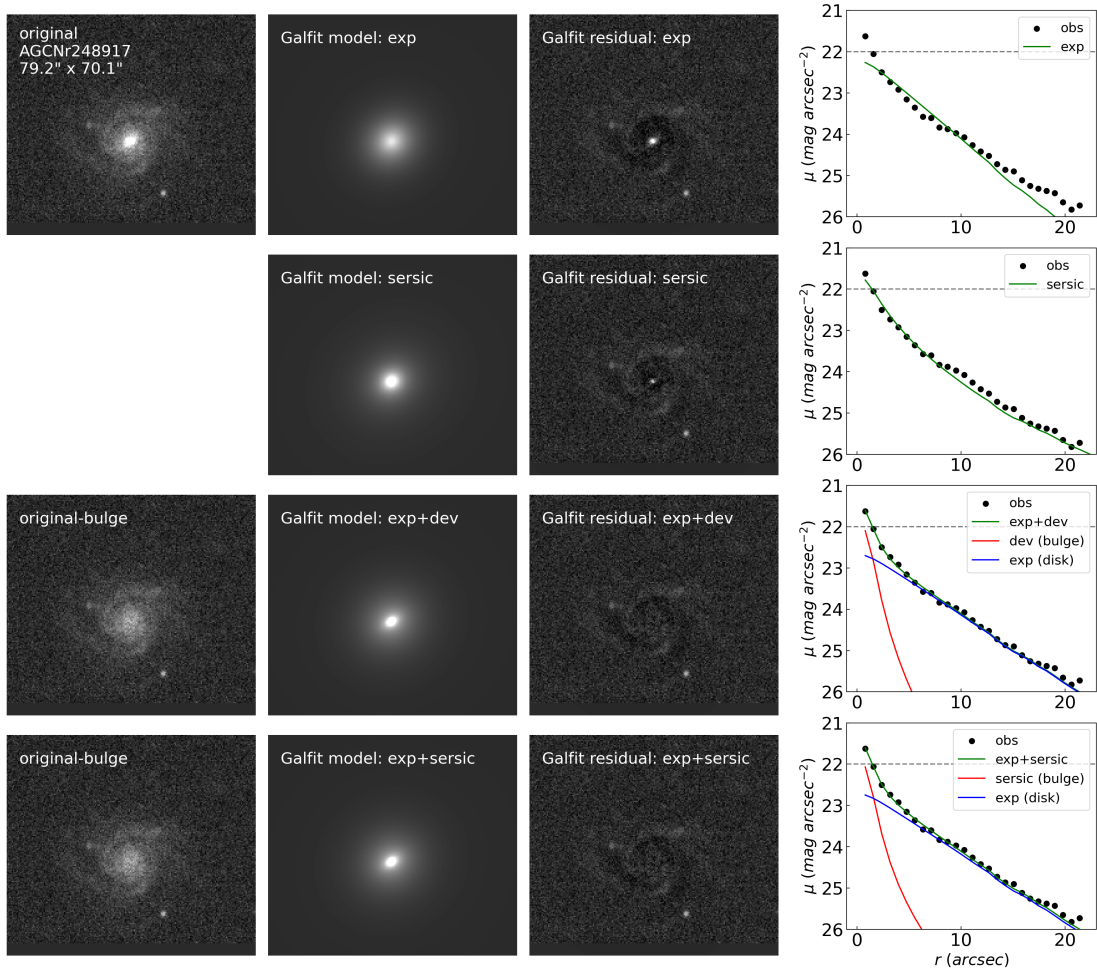 original
AGCNr248917
79.2" x 70.1"
Galfit model: exp
Galfit residual: exp
21
22
23
24
25
26
μ (mag arcsec⁻²)
obs
exp
0
10
20
Galfit model: sersic
Galfit residual: sersic
21
22
23
24
25
26
μ (mag arcsec⁻²)
obs
sersic
0
10
20
original-bulge
Galfit model: exp+dev
Galfit residual: exp+dev
21
22
23
24
25
26
μ (mag arcsec⁻²)
obs
exp+dev
dev (bulge)
exp (disk)
0
10
20
original-bulge
Galfit model: exp+sersic
Galfit residual: exp+sersic
21
22
23
24
25
26
μ (mag arcsec⁻²)
obs
exp+sersic
sersic (bulge)
exp (disk)
0
10
20
r (arcsec)